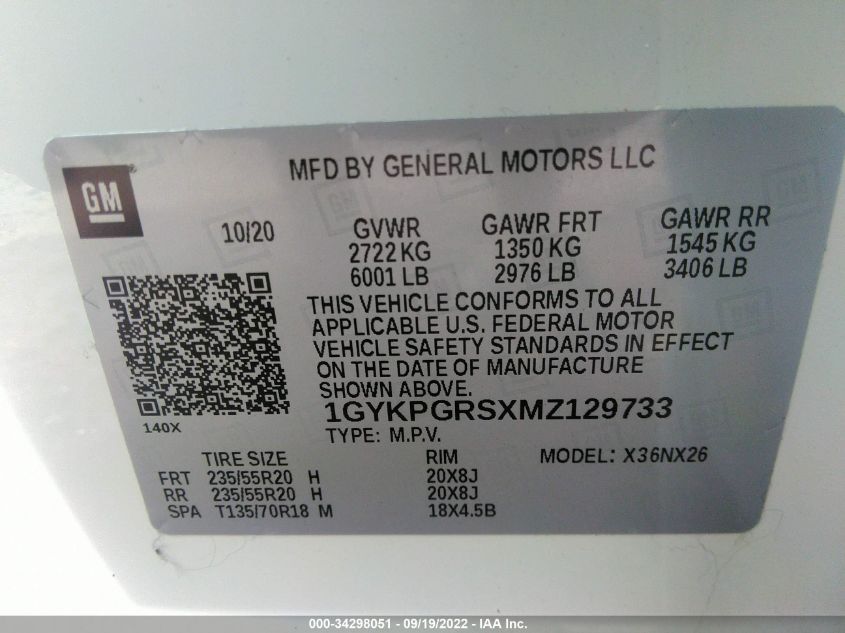 MFD BY GENERAL MOTORS LLC
GM
10/20
GVWR GAWR FRT GAWR RR
2722 KG 1350 KG 1545 KG
6001 LB 2976 LB 3406 LB
THIS VEHICLE CONFORMS TO ALL
APPLICABLE U.S. FEDERAL MOTOR
VEHICLE SAFETY STANDARDS IN EFFECT
ON THE DATE OF MANUFACTURE
SHOWN ABOVE.
1GYKPGRSXMZ129733
140X
TYPE: M.P.V.
TIRE SIZE RIM MODEL: X36NX26
FRT 235/55R20 H 20X8J
RR 235/55R20 H 20X8J
SPA T135/70R18 M 18X4.5B
000-34298051 - 09/19/2022 - IAA Inc.